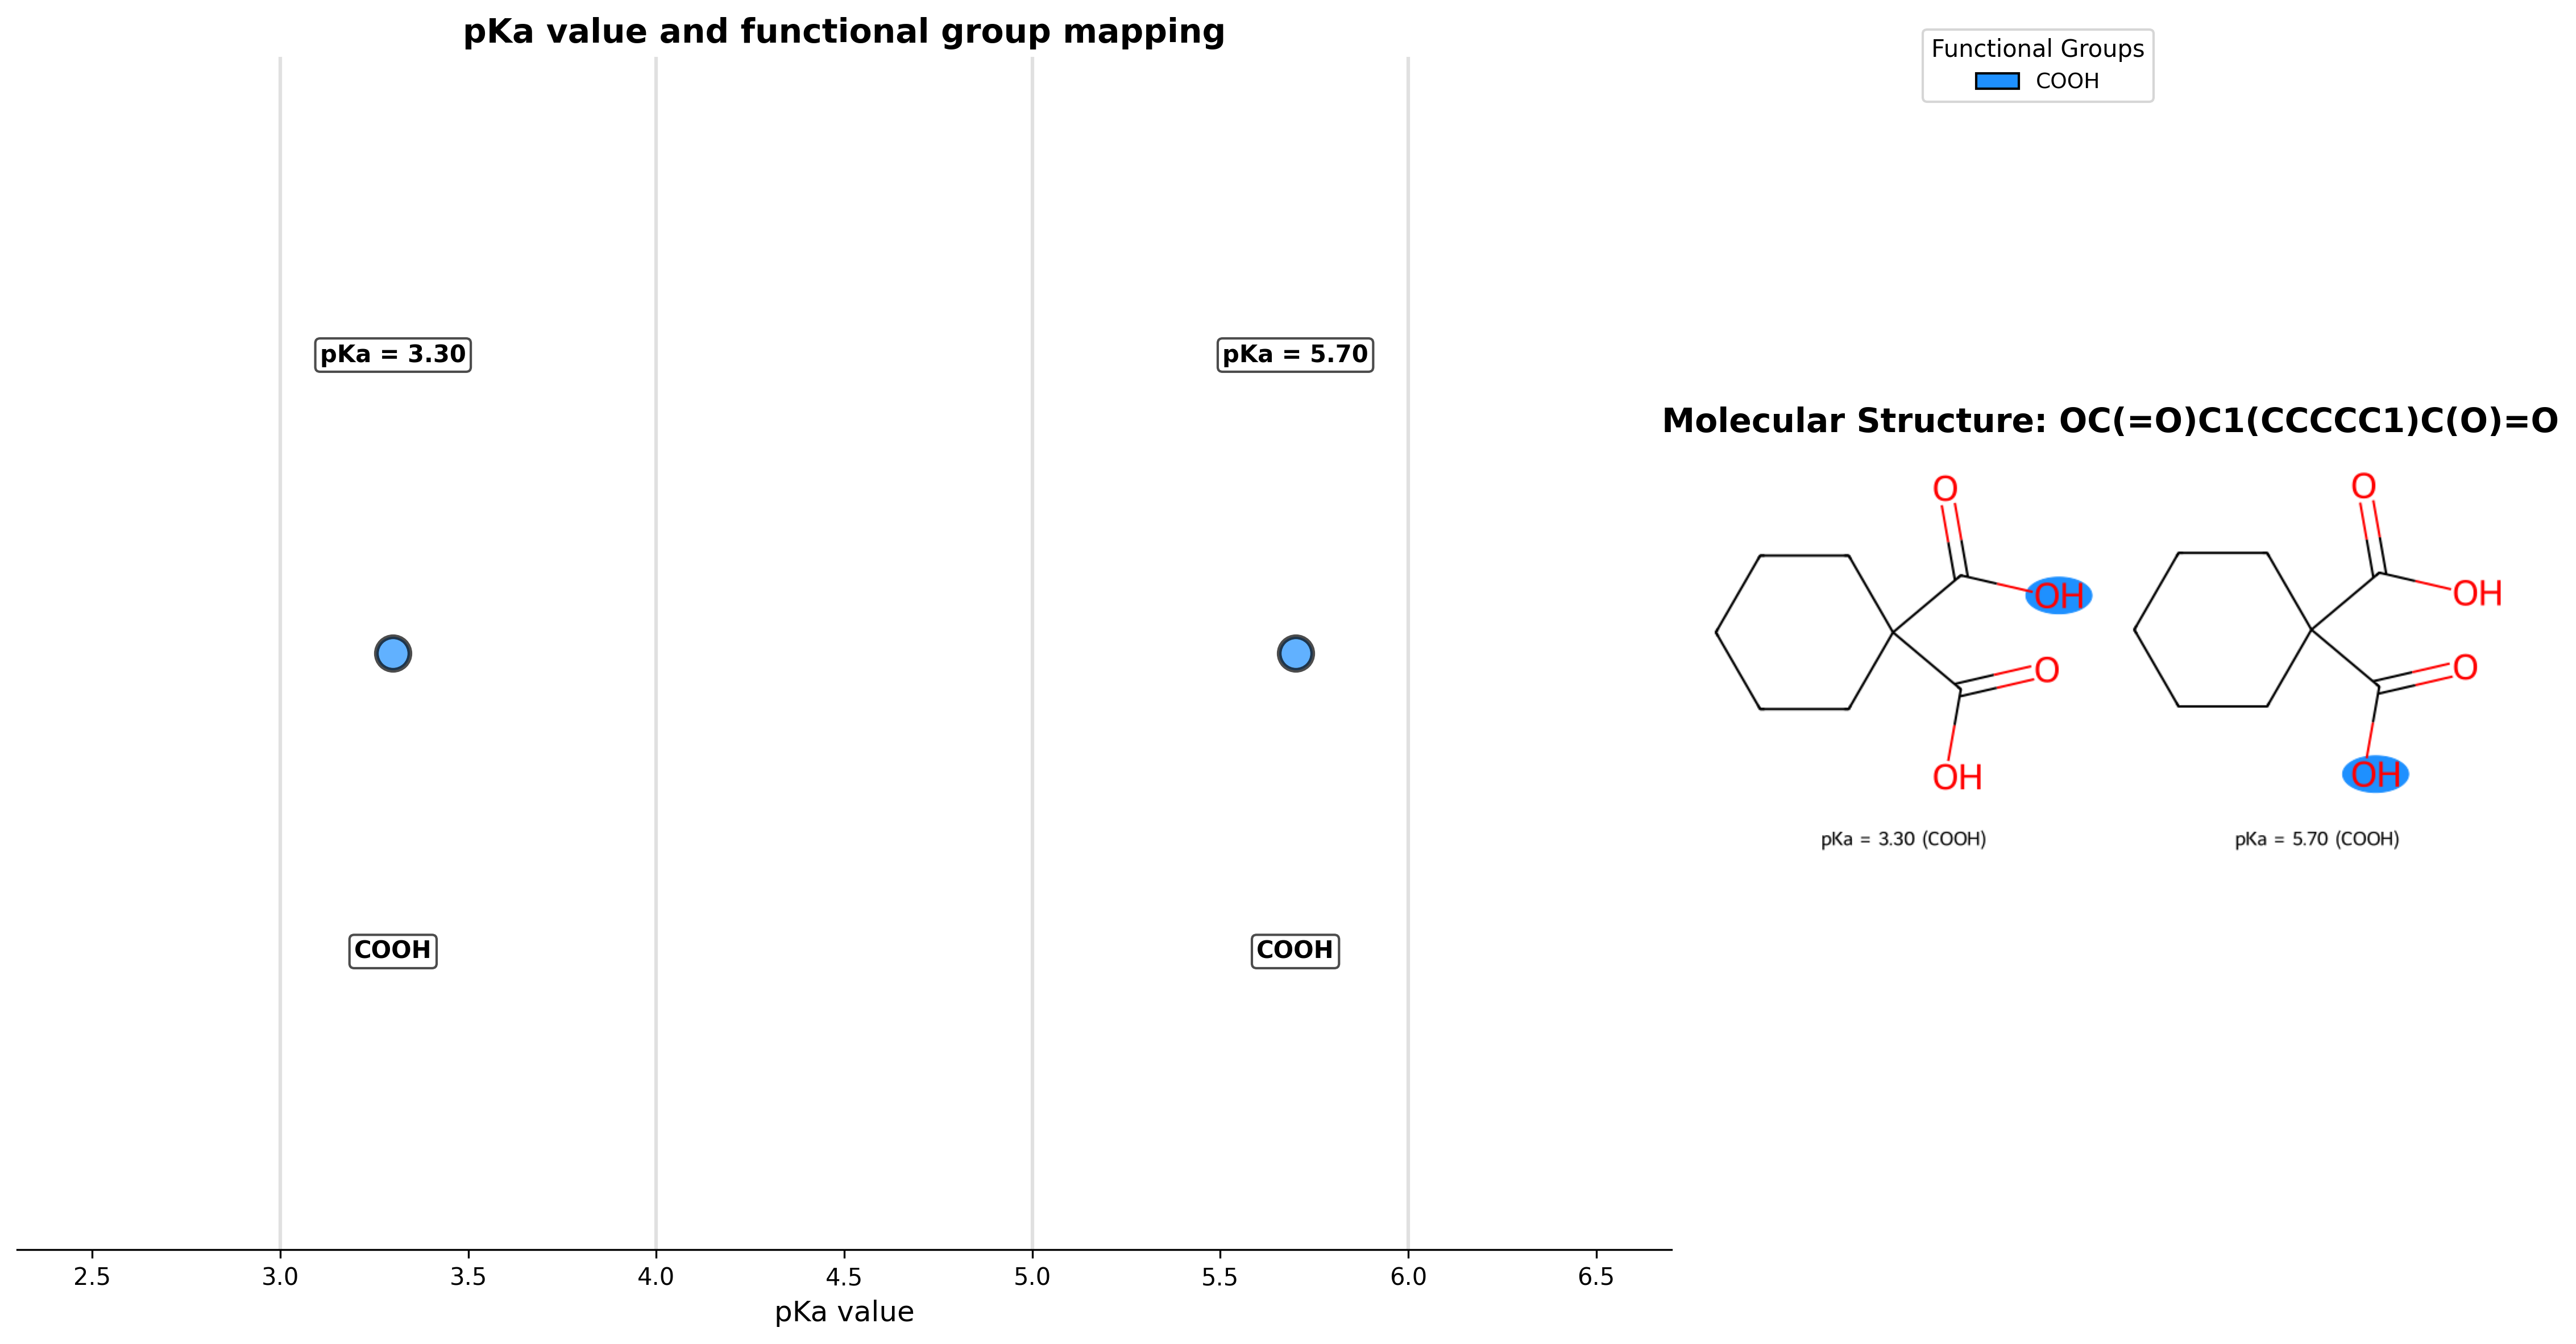 pKa value and functional group mapping
pKa = 3.30
pKa = 5.70
COOH
COOH
2.5
3.0
3.5
4.0
4.5
5.0
5.5
6.0
6.5
pKa value
Functional Groups
COOH
Molecular Structure: OC(=O)C1(CCCCC1)C(O)=O
O
OH
O
OH
pKa = 3.30 (COOH)
O
OH
O
OH
pKa = 5.70 (COOH)